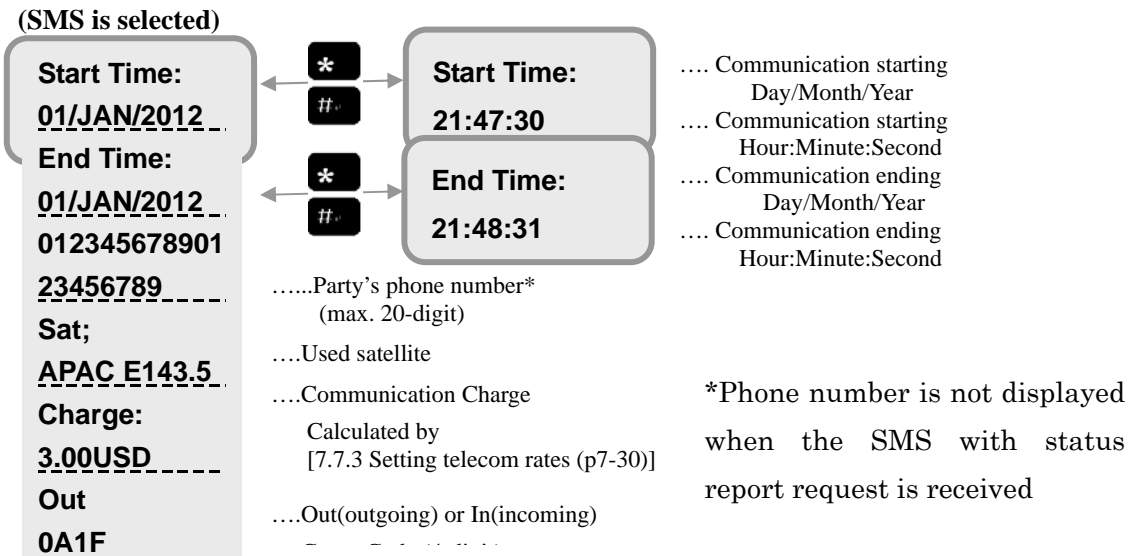 (SMS is selected)
Start Time:
01/JAN/2012
End Time:
01/JAN/2012
012345678901
23456789
Sat;
APAC E143.5
Charge:
3.00USD
Out
0A1F
*
#
Start Time:
21:47:30
*
#
End Time:
21:48:31
…. Communication starting
Day/Month/Year
…. Communication starting
Hour:Minute:Second
…. Communication ending
Day/Month/Year
…. Communication ending
Hour:Minute:Second
…...Party’s phone number*
(max. 20-digit)
….Used satellite
….Communication Charge
Calculated by
[7.7.3 Setting telecom rates (p7-30)]
….Out(outgoing) or In(incoming)
*Phone number is not displayed
when the SMS with status
report request is received